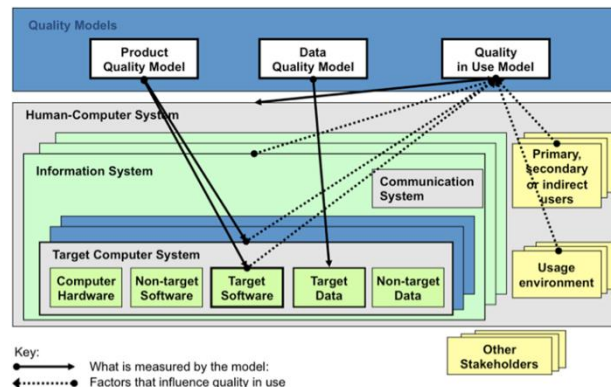 Quality Models
Product
Quality Model
Data
Quality Model
Quality
in Use Model
Human-Computer System
Information System
Communication
System
Primary,
secondary
or indirect
users
Target Computer System
Computer
Hardware
Non-target
Software
Target
Software
Target
Data
Non-target
Data
Usage
environment
Other
Stakeholders
Key:
What is measured by the model:
Factors that influence quality in use